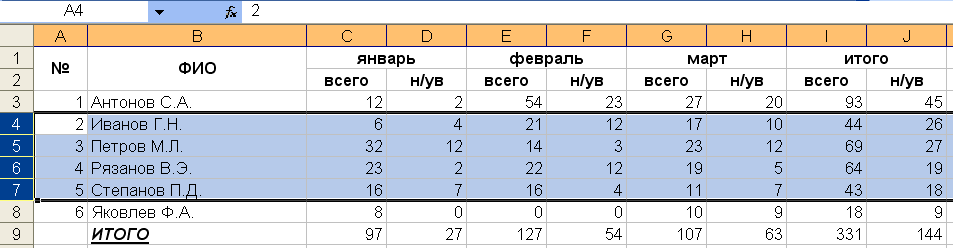 A4 fx 2
A B C D E F G H I J
1 № ФИО январь февраль март итого
2 всего н/ув всего н/ув всего н/ув всего н/ув
3 1 Антонов С.А. 12 2 54 23 27 20 93 45
4 2 Иванов Г.Н. 6 4 21 12 17 10 44 26
5 3 Петров М.Л. 32 12 14 3 23 12 69 27
6 4 Рязанов В.Э. 23 2 22 12 19 5 64 19
7 5 Степанов П.Д. 16 7 16 4 11 7 43 18
8 6 Яковлев Ф.А. 8 0 0 0 10 9 18 9
9 ИТОГО 97 27 127 54 107 63 331 144